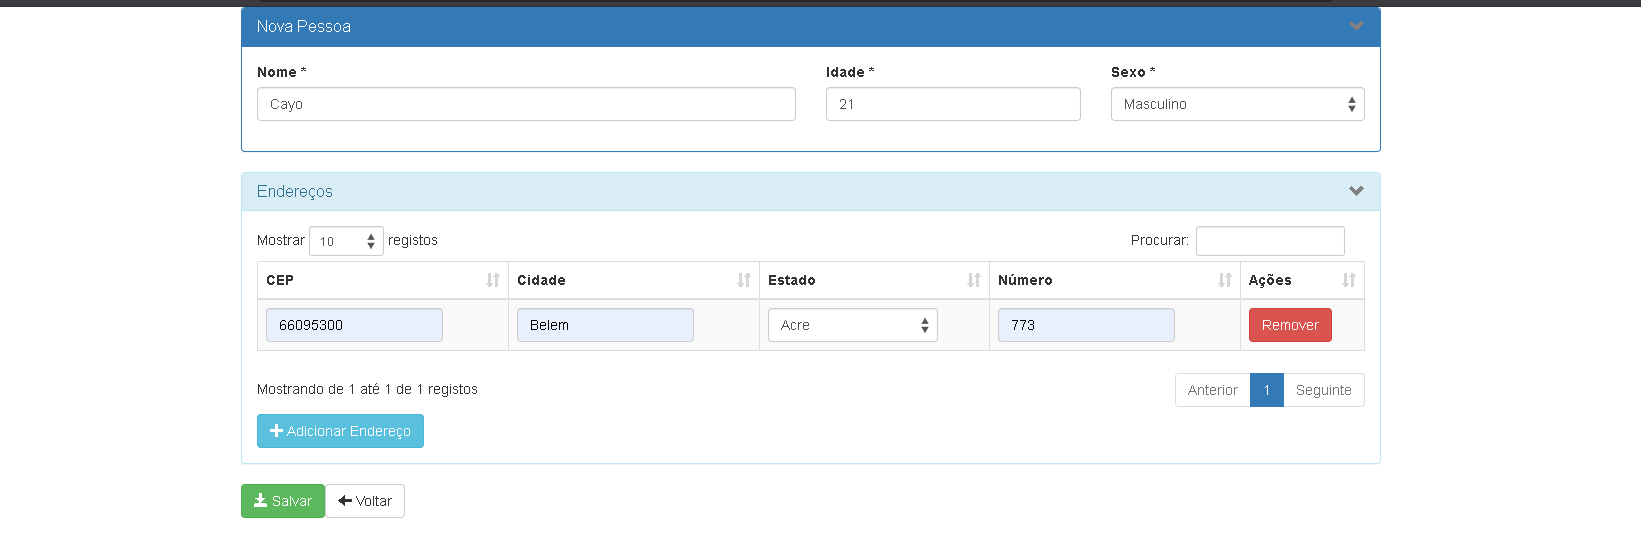 Nova Pessoa
Nome * Idade * Sexo *
Cayo 21 Masculino
Endereços
Mostrar 10 registos Procurar:
CEP Cidade Estado Número Ações
66095300 Belem Acre 773 Remover
Mostrando de 1 até 1 de 1 registos Anterior 1 Seguinte
Adicionar Endereço
Salvar Voltar